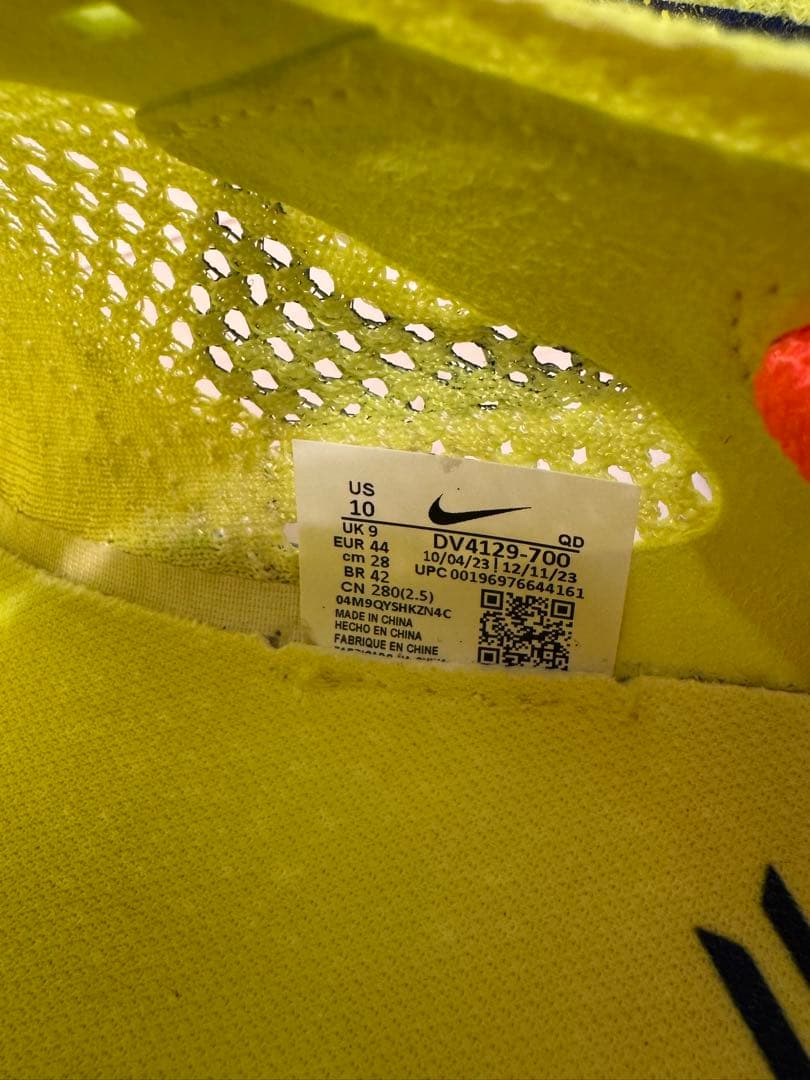 US
10
UK 9
EUR 44
cm 28
BR 42
CN 280(2.5)
04M9QYSHKZN4C
MADE IN CHINA
HECHO EN CHINA
FABRIQUE EN CHINE
QD
DV4129-700
10/04/23 | 12/11/23
UPC 00196976644161